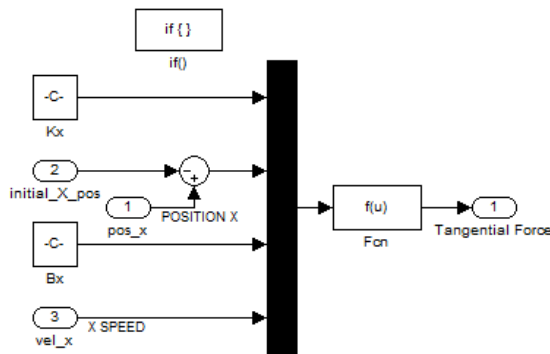 if { }
if()
-C-
Kx
2
- +
initial_X_pos
1
POSITION X
pos_x
f(u)
1
Fcn
Tangential Force
-C-
Bx
3
X SPEED
vel_x